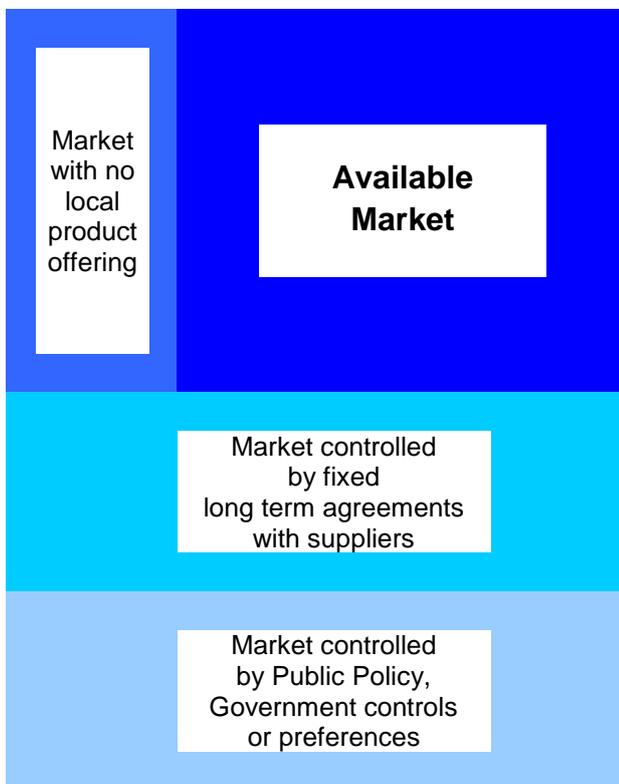 Market
with no
local
product
offering
Available
Market
Market controlled
by fixed
long term agreements
with suppliers
Market controlled
by Public Policy,
Government controls
or preferences